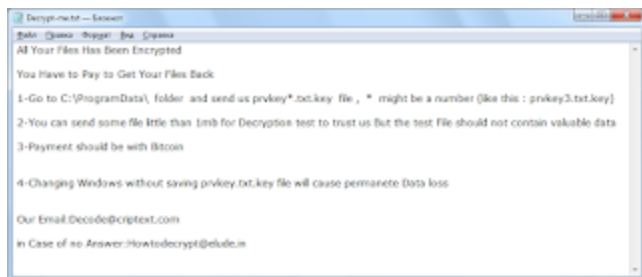 Decrypt-me.txt — Блокнот
Файл Правка Формат Вид Справка
All Your Files Has Been Encrypted
You Have to Pay to Get Your Files Back
1-Go to C:\ProgramData\ folder and send us prvkey*.txt.key file , * might be a number (like this : prvkey3.txt.key)
2-You can send some file little than 1mb for Decryption test to trust us But the test File should not contain valuable data
3-Payment should be with Bitcoin
4-Changing Windows without saving prvkey.txt.key file will cause permanete Data loss
Our Email:Decode@criptext.com
in Case of no Answer:Howtodecrypt@elude.in